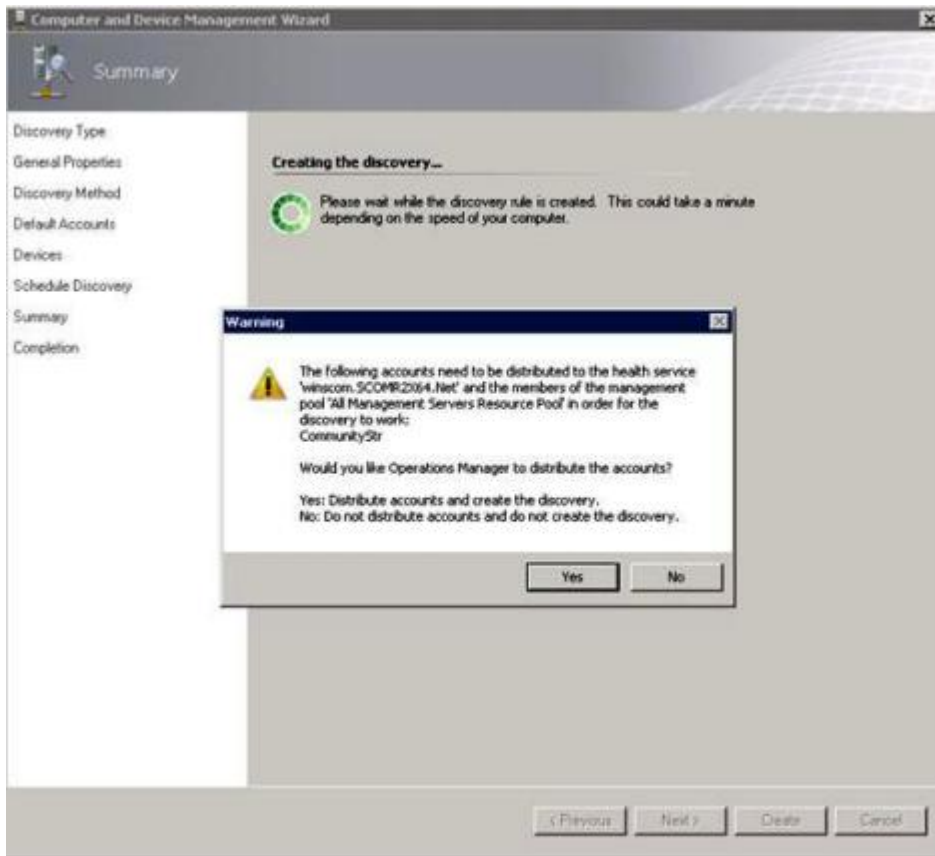 Computer and Device Management Wizard
Summary
Discovery Type
General Properties
Discovery Method
Default Accounts
Devices
Schedule Discovery
Summary
Completion
Creating the discovery...
Please wait while the discovery rule is created. This could take a minute
depending on the speed of your computer.
Warning
The following accounts need to be distributed to the health service
'winscom.SCOMR2X64.Net' and the members of the management
pool 'All Management Servers Resource Pool' in order for the
discovery to work:
CommunityStr
Would you like Operations Manager to distribute the accounts?
Yes: Distribute accounts and create the discovery.
No: Do not distribute accounts and do not create the discovery.
Yes
No
< Previous
Next >
Create
Cancel